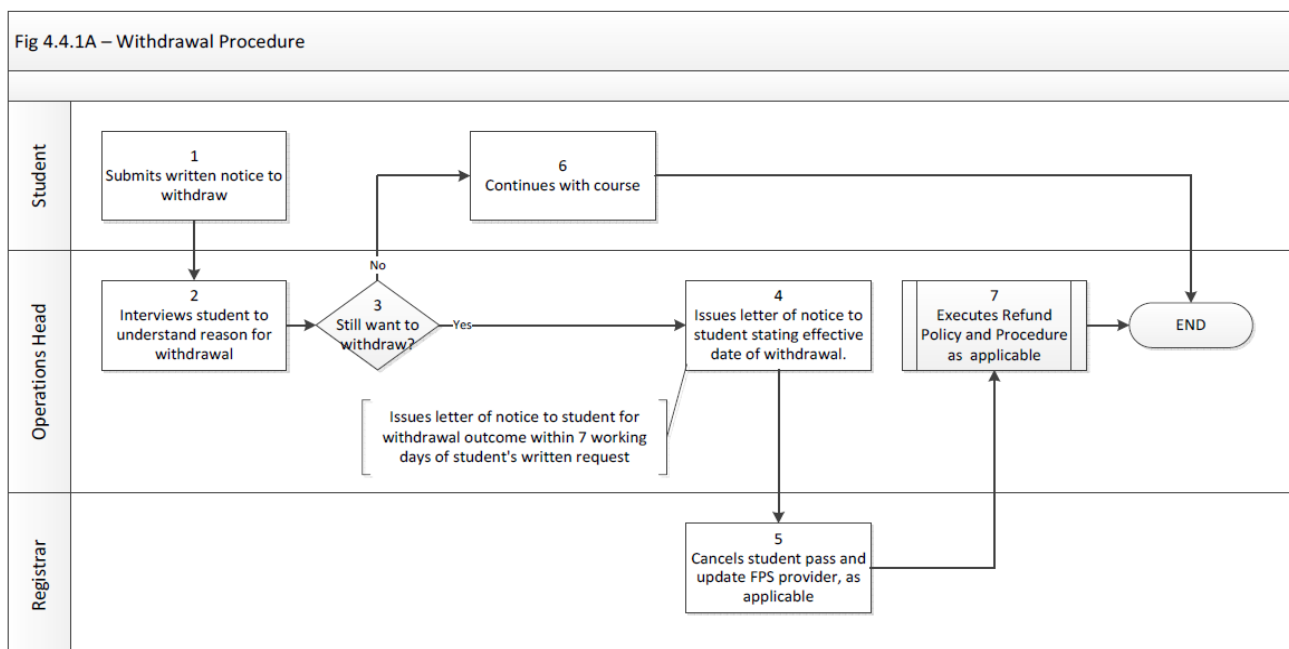 Fig 4.4.1A – Withdrawal Procedure
Student
1
Submits written notice to
withdraw
6
Continues with course
Operations Head
No
2
Interviews student to
understand reason for
withdrawal
3
Still want to
withdraw?
Yes
4
Issues letter of notice to
student stating effective
date of withdrawal.
7
Executes Refund
Policy and Procedure
as applicable
END
Issues letter of notice to student for
withdrawal outcome within 7 working
days of student's written request
Registrar
5
Cancels student pass and
update FPS provider, as
applicable